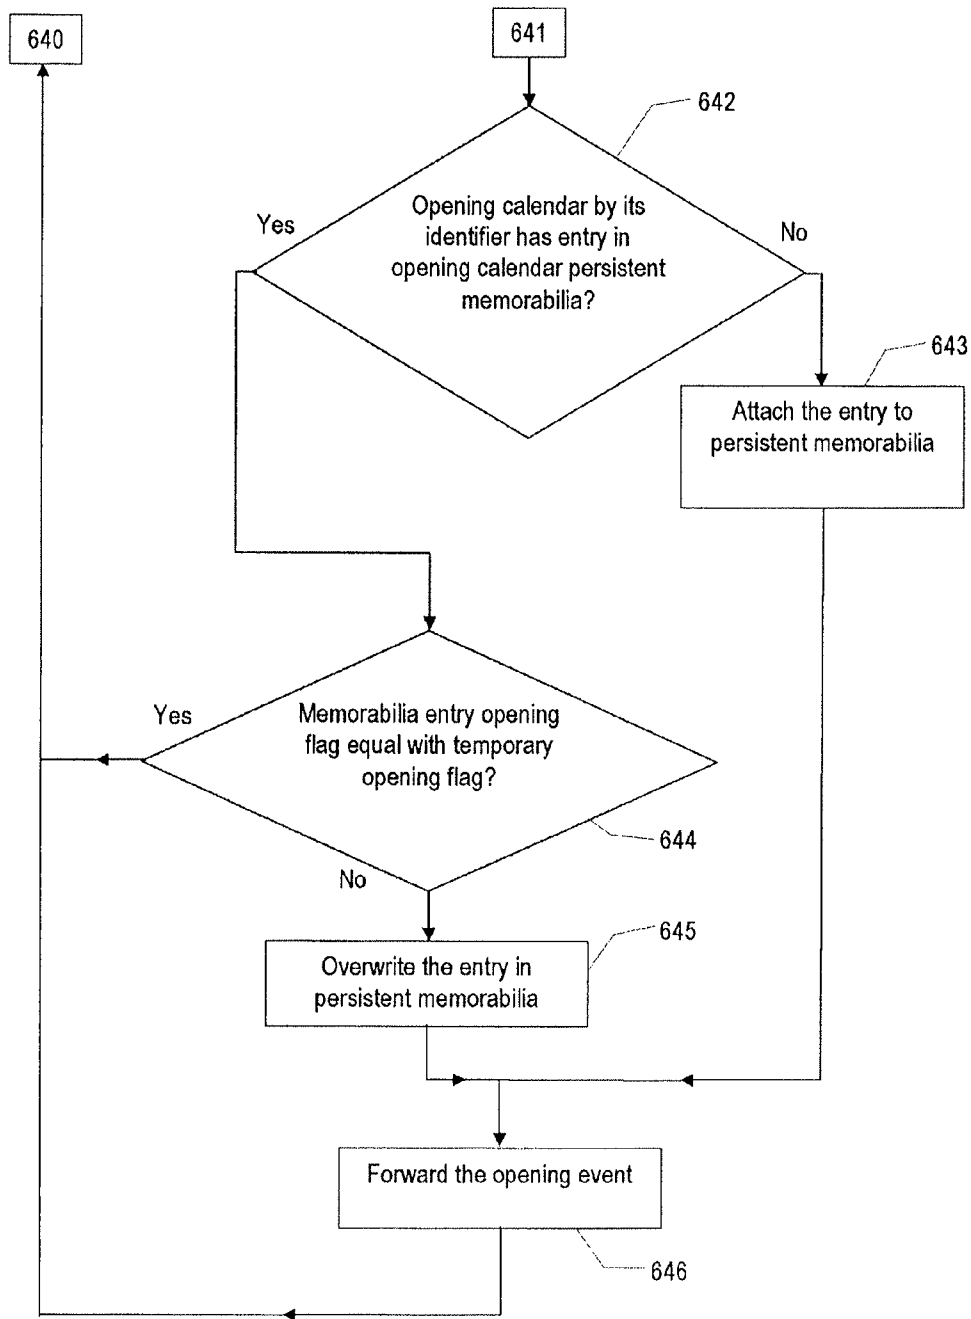 640
641
642
Opening calendar by its
identifier has entry in
opening calendar persistent
memorabilia?
Yes
No
643
Attach the entry to
persistent memorabilia
Yes
Memorabilia entry opening
flag equal with temporary
opening flag?
644
No
645
Overwrite the entry in
persistent memorabilia
Forward the opening event
646